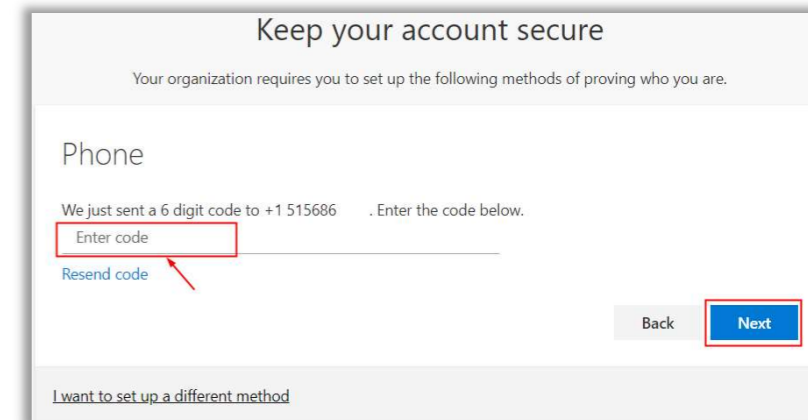 Keep your account secure
Your organization requires you to set up the following methods of proving who you are.
Phone
We just sent a 6 digit code to +1 515686 . Enter the code below.
Enter code
Resend code
Back Next
I want to set up a different method